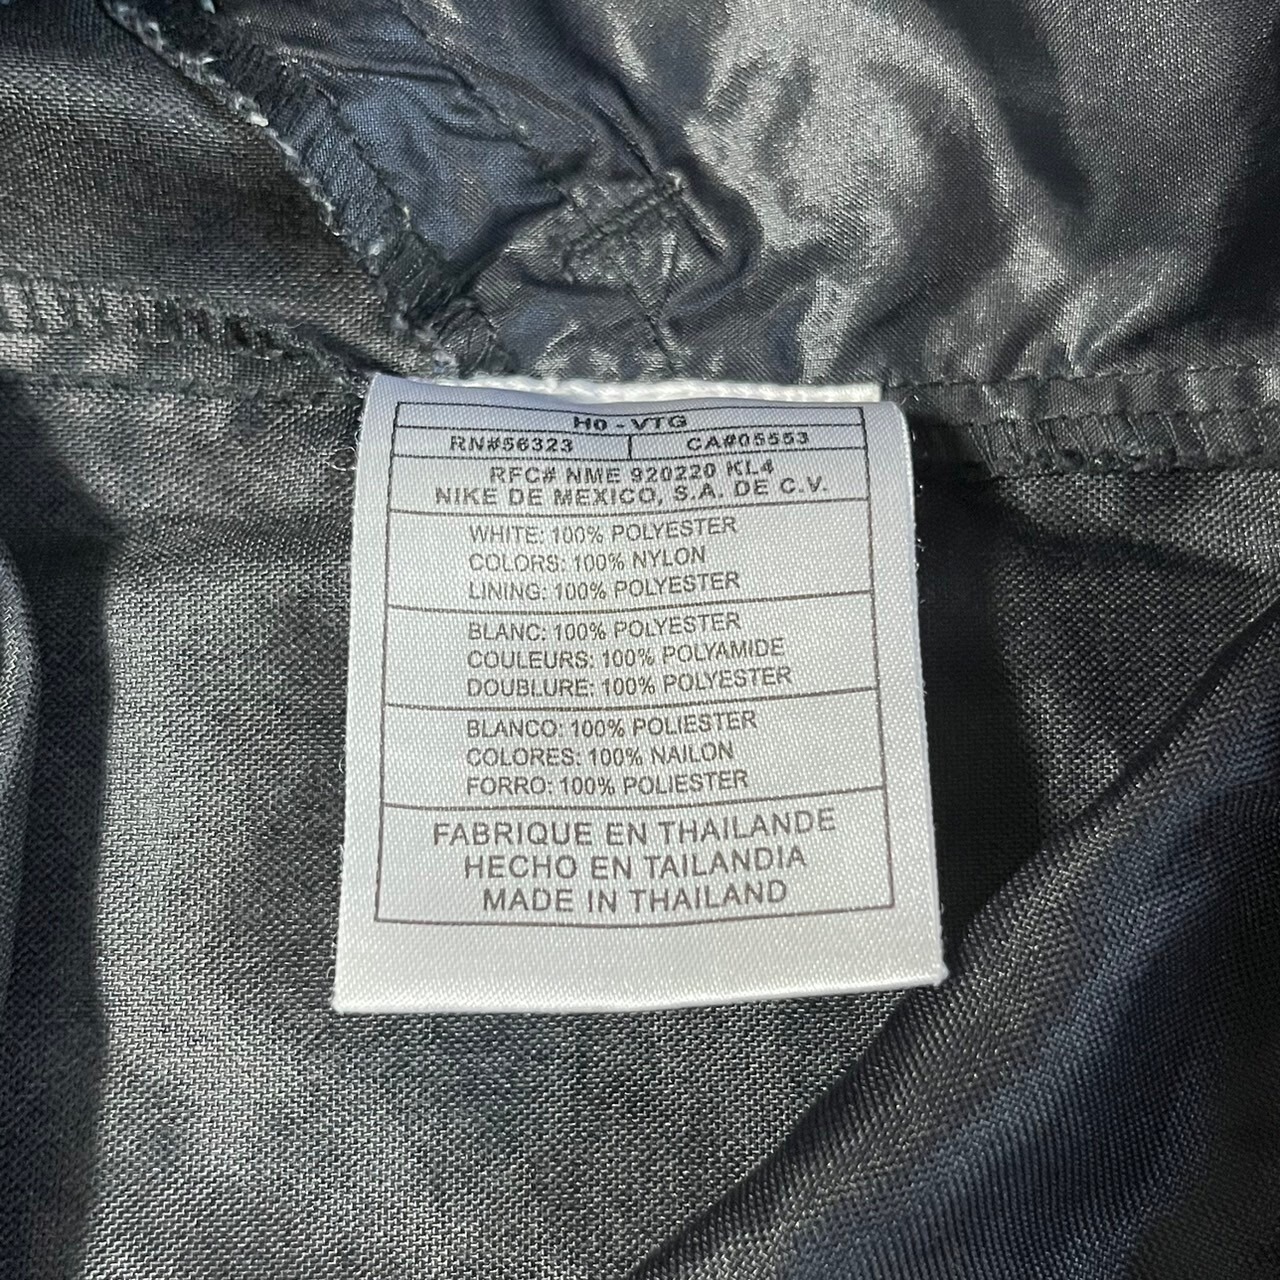 H0 - VTG
RN#56323 CA#05553
RFC# NME 920220 KL4
NIKE DE MEXICO, S.A. DE C.V.
WHITE: 100% POLYESTER
COLORS: 100% NYLON
LINING: 100% POLYESTER
BLANC: 100% POLYESTER
COULEURS: 100% POLYAMIDE
DOUBLURE: 100% POLYESTER
BLANCO: 100% POLIESTER
COLORES: 100% NAILON
FORRO: 100% POLIESTER
FABRIQUE EN THAILANDE
HECHO EN TAILANDIA
MADE IN THAILAND